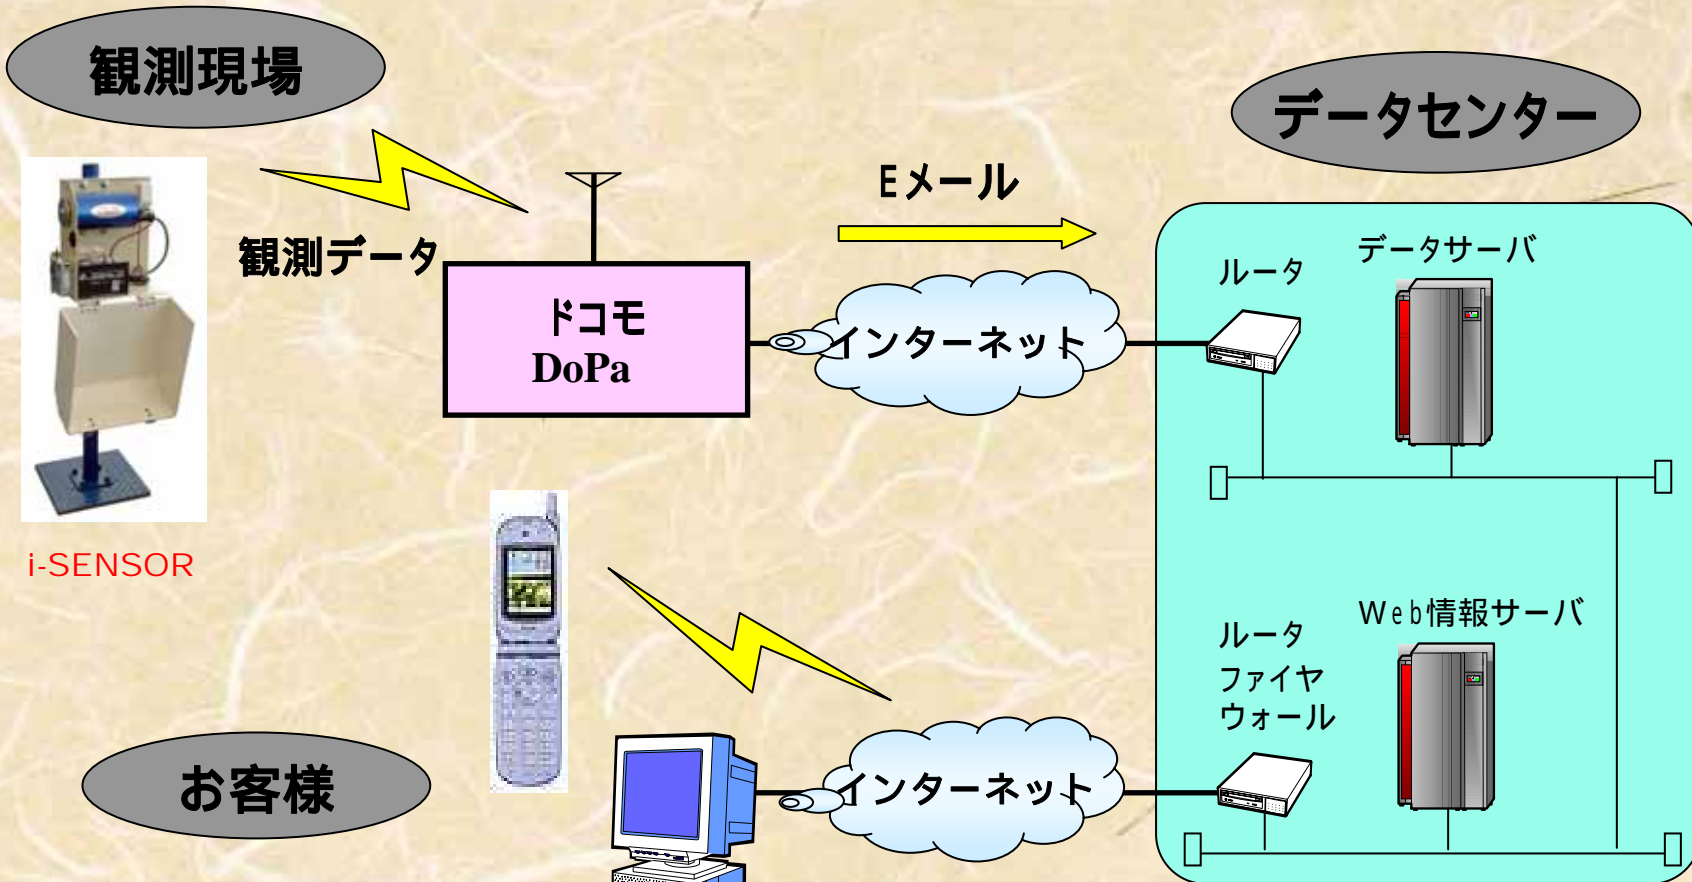 観測現場
データセンター
Eメール
観測データ
ドコモ
DoPa
インターネット
ルータ
データサーバ
i-SENSOR
Web情報サーバ
ルータ
ファイヤ
ウォール
お客様
インターネット